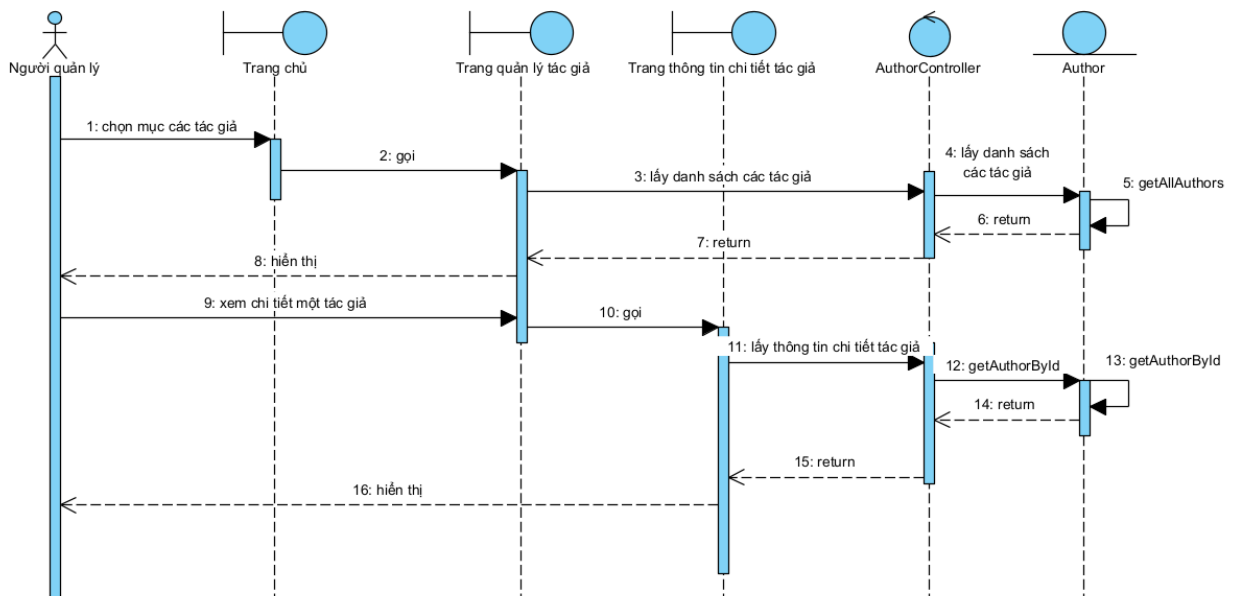 Người quản lý
Trang chủ
Trang quản lý tác giả
Trang thông tin chi tiết tác giả
AuthorController
Author
1: chọn mục các tác giả
2: gọi
3: lấy danh sách các tác giả
4: lấy danh sách
các tác giả
5: getAllAuthors
6: return
7: return
8: hiển thị
9: xem chi tiết một tác giả
10: gọi
11: lấy thông tin chi tiết tác giả
12: getAuthorById
13: getAuthorById
14: return
15: return
16: hiển thị